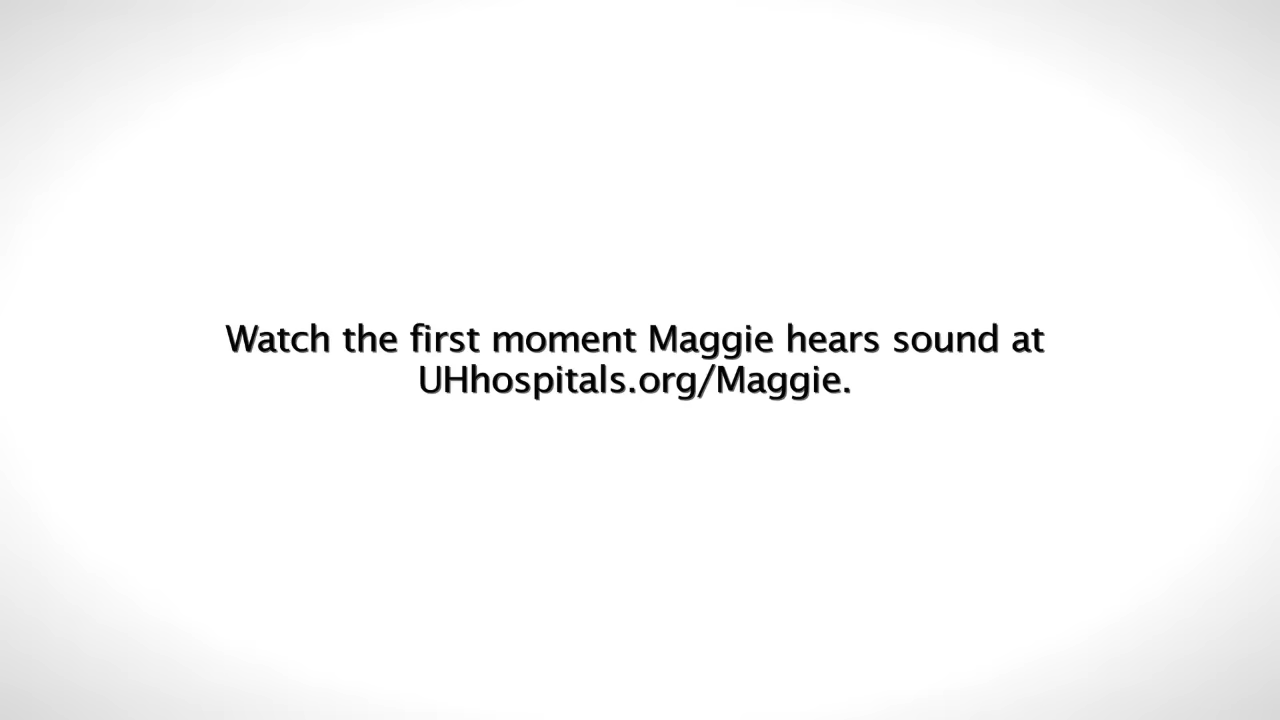 Watch the first moment Maggie hears sound at
UHhospitals.org/Maggie.